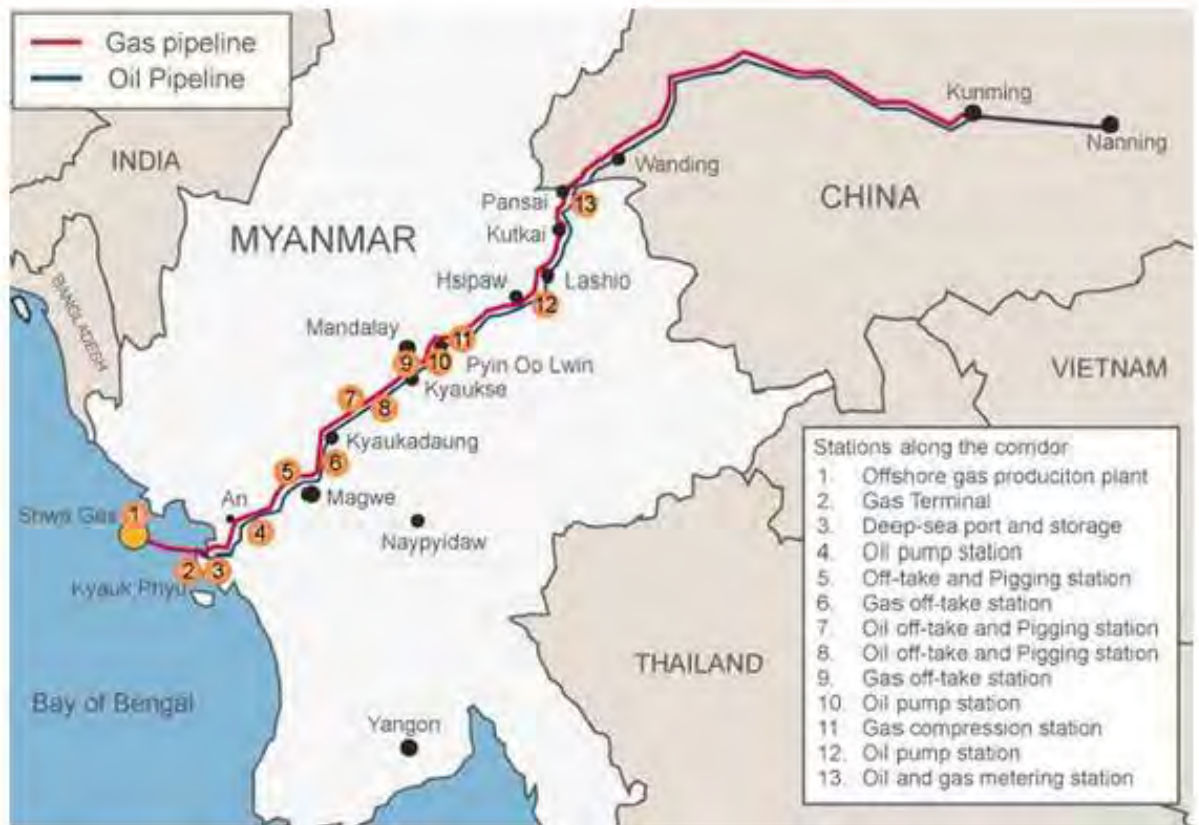 Gas pipeline
Oil Pipeline
INDIA
BANGLADESH
MYANMAR
CHINA
Kunming
Nanning
Wanding
Pansai
13
Kutkai
Hsipaw
Lashio
12
Mandalay
11
9
10
Pyin Oo Lwin
Kyaukse
7
8
Kyaukadaung
5
6
An
Magwe
Shwe Gas
1
4
Naypyidaw
2
3
Kyauk Phyu
VIETNAM
THAILAND
Bay of Bengal
Yangon
Stations along the corridor
1. Offshore gas produciton plant
2. Gas Terminal
3. Deep-sea port and storage
4. Oil pump station
5. Off-take and Pigging station
6. Gas off-take station
7. Oil off-take and Pigging station
8. Oil off-take and Pigging station
9. Gas off-take station
10. Oil pump station
11. Gas compression station
12. Oil pump station
13. Oil and gas metering station